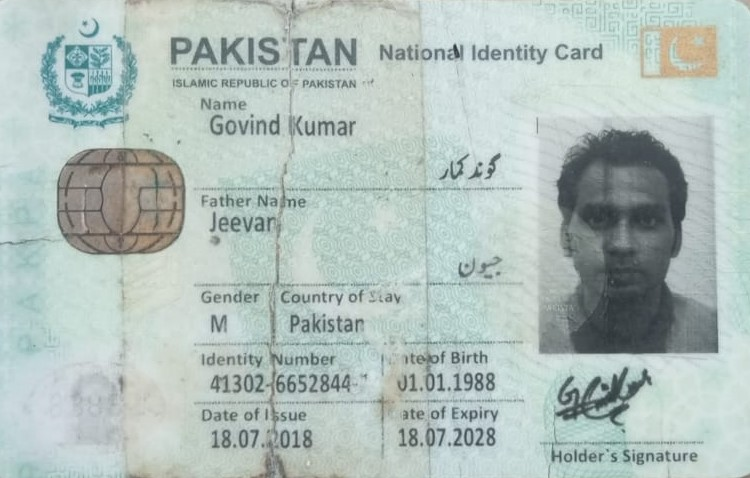 PAKISTAN National Identity Card
ISLAMIC REPUBLIC OF PAKISTAN
Name
Govind Kumar
گوند کمار
Father Name
Jeevan
جیون
Gender Country of Stay
M Pakistan
Identity Number Date of Birth
41302-6652844- 01.01.1988
Date of Issue Date of Expiry
18.07.2018 18.07.2028
Holder's Signature